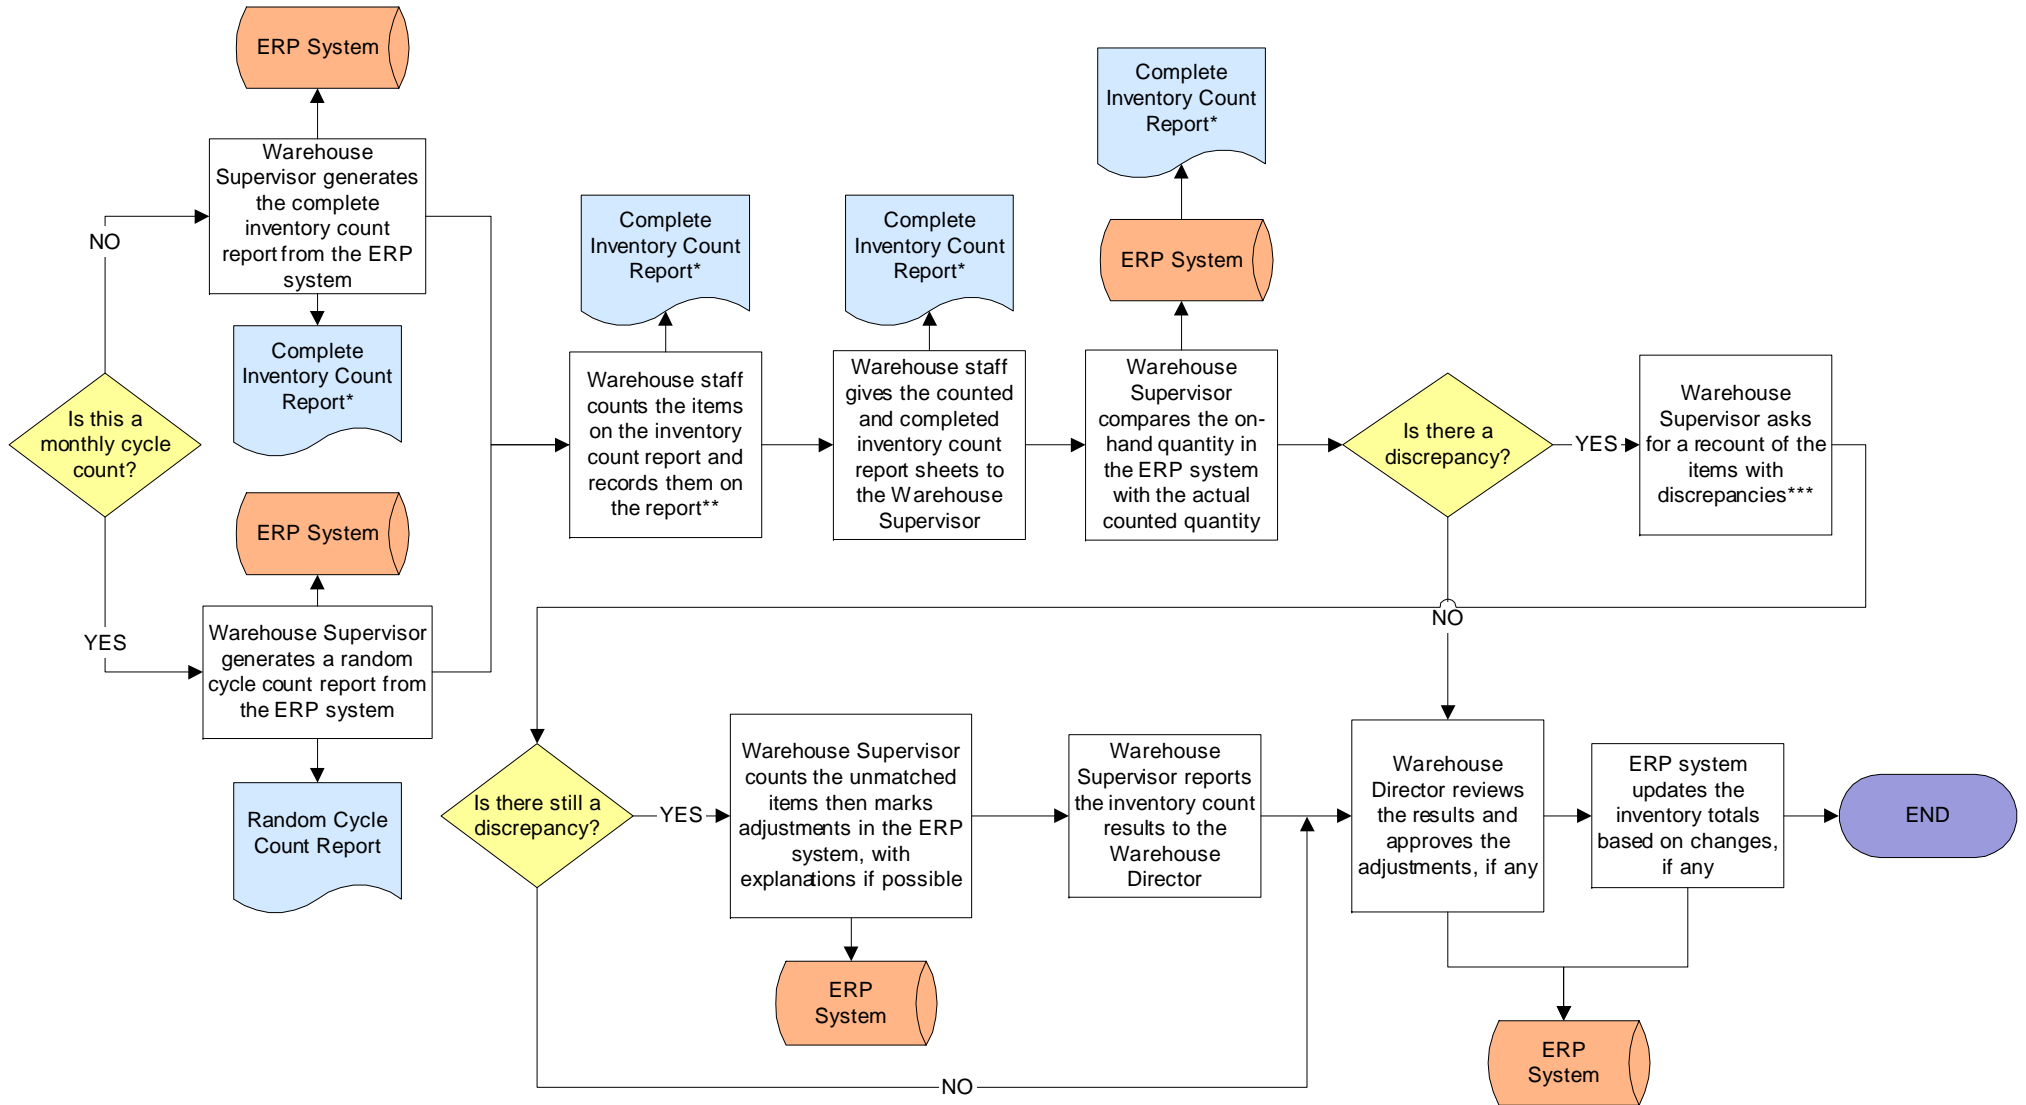 ERP System
Warehouse
Supervisor generates
the complete
inventory count
report from the ERP
system
NO
Complete
Inventory Count
Report*
Is this a
monthly cycle
count?
ERP System
YES
Warehouse Supervisor
generates a random
cycle count report from
the ERP system
Random Cycle
Count Report
Complete
Inventory Count
Report*
Warehouse staff
counts the items
on the inventory
count report and
records them on
the report**
Complete
Inventory Count
Report*
Warehouse staff
gives the counted
and completed
inventory count
report sheets to
the Warehouse
Supervisor
Complete
Inventory Count
Report*
ERP System
Warehouse
Supervisor
compares the on-
hand quantity in
the ERP system
with the actual
counted quantity
Is there a
discrepancy?
YES
Warehouse
Supervisor asks
for a recount of the
items with
discrepancies***
NO
Is there still a
discrepancy?
YES
Warehouse Supervisor
counts the unmatched
items then marks
adjustments in the ERP
system, with
explanations if possible
ERP
System
Warehouse
Supervisor reports
the inventory count
results to the
Warehouse
Director
NO
Warehouse
Director reviews
the results and
approves the
adjustments, if any
ERP system
updates the
inventory totals
based on changes,
if any
ERP
System
END